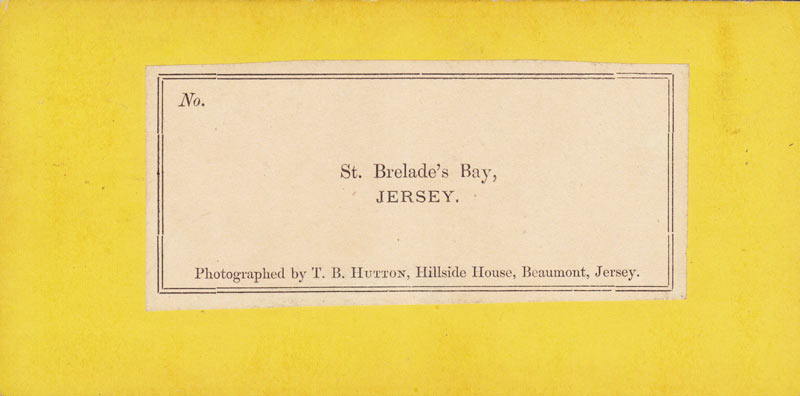 No.
St. Brelade's Bay,
JERSEY.
Photographed by T. B. HUTTON, Hillside House, Beaumont, Jersey.